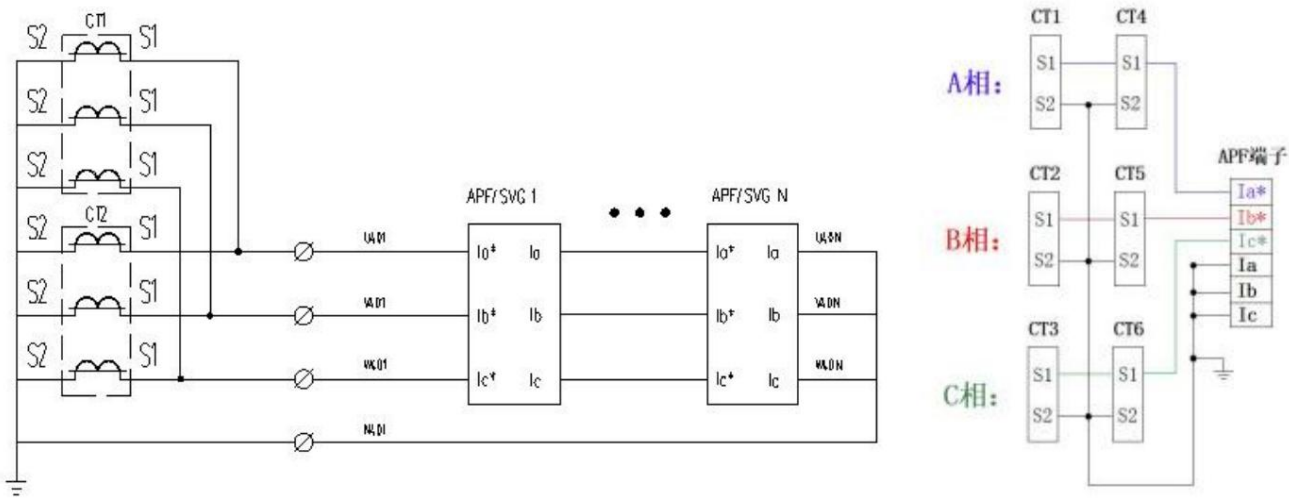 CT1
S2 S1
S2 S1
S2 S1
CT2
S2 S1
S2 S1
S2 S1
APF/SVG 1
APF/SVG N
Ia* Ia
Ib* Ib
Ic* Ic
Ia* Ia
Ib* Ib
Ic* Ic
CT1 CT4
A相:
S1 S1
S2 S2
CT2 CT5
B相:
S1 S1
S2 S2
CT3 CT6
C相:
S1 S1
S2 S2
APF端子
Ia*
Ib*
Ic*
Ia
Ib
Ic